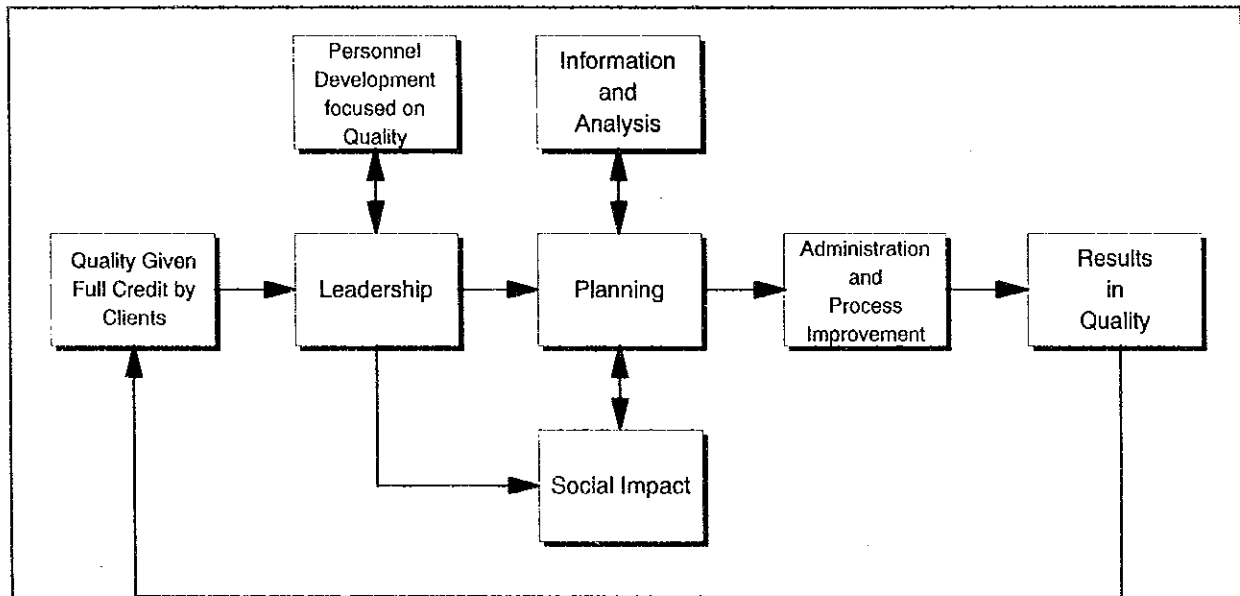 Personnel
Development
focused on
Quality
Information
and
Analysis
Quality Given
Full Credit by
Clients
Leadership
Planning
Administration
and
Process
Improvement
Results
in
Quality
Social Impact